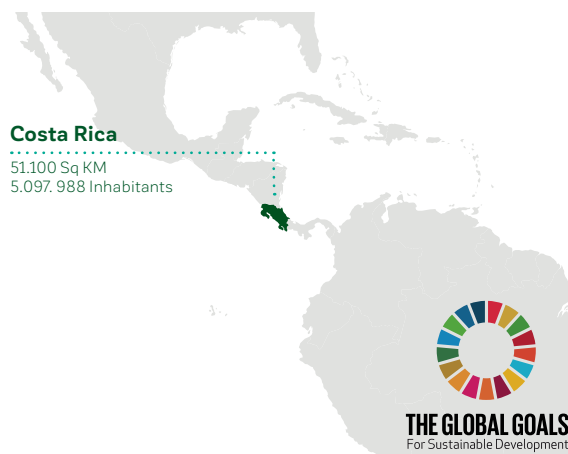 Costa Rica
51.100 Sq KM
5.097. 988 Inhabitants
THE GLOBAL GOALS
For Sustainable Development